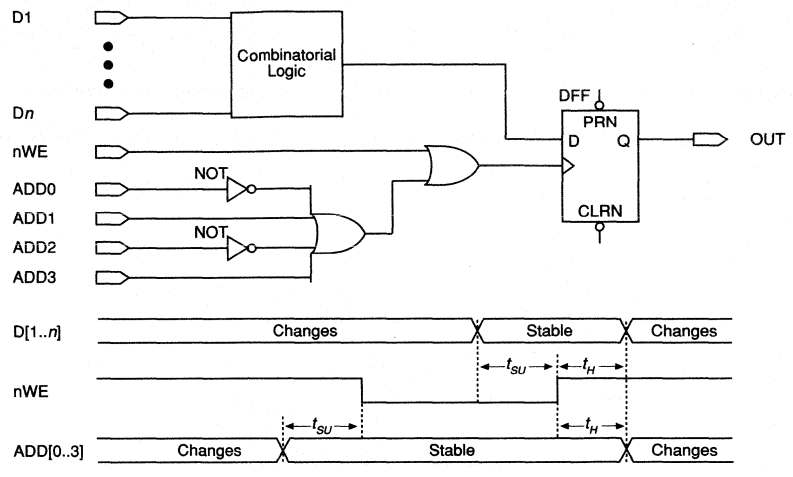 D1
Combinatorial
Logic
Dn
DFF
PRN
D Q
OUT
nWE
NOT
ADD0
ADD1
NOT
ADD2
CLRN
ADD3
D[1..n] Changes Stable Changes
tSU tH
nWE
tSU tH
ADD[0..3] Changes Stable Changes